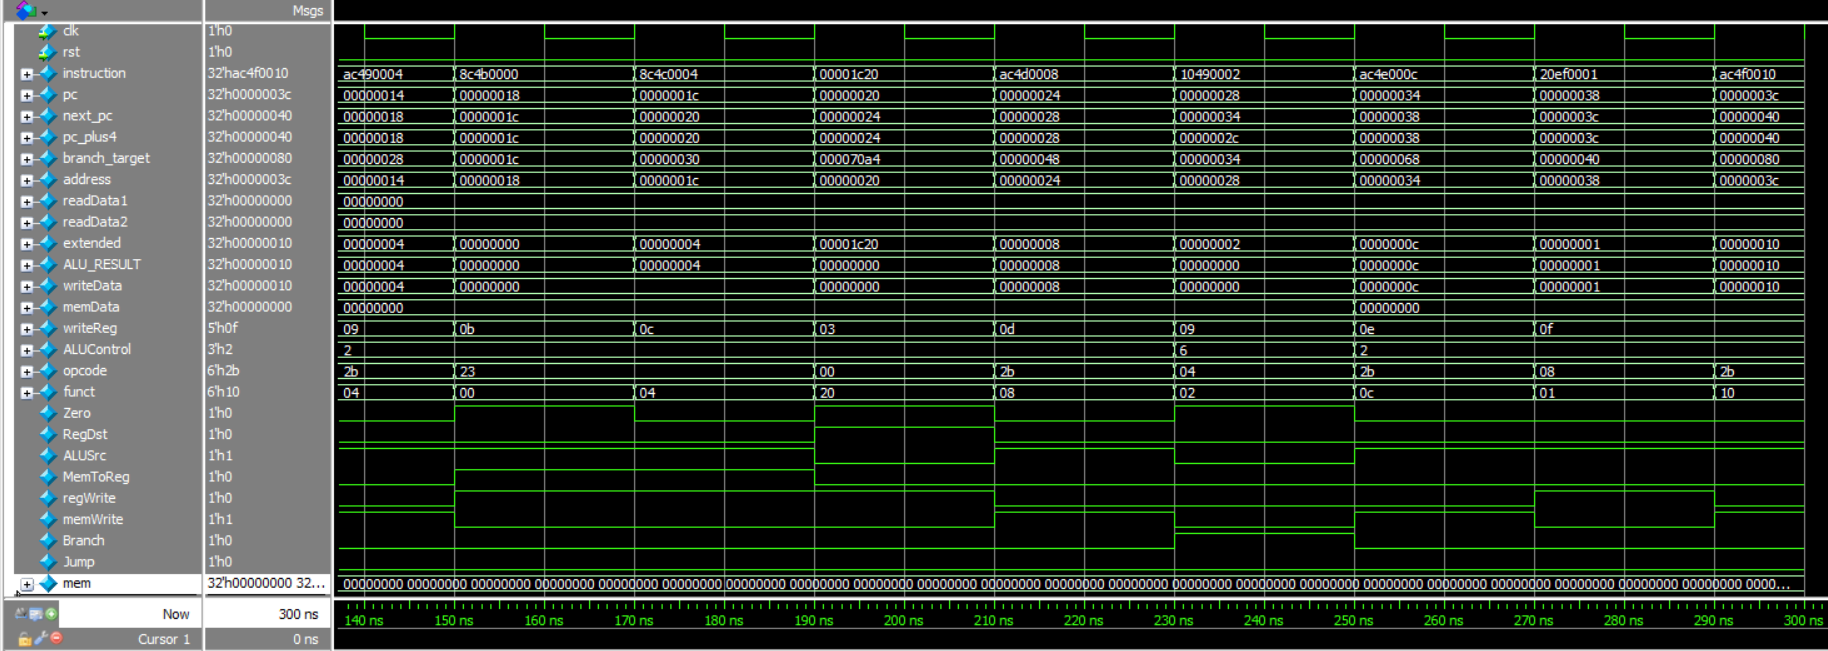 Msgs
clk 1'h0
rst 1'h0
instruction 32'hac4f0010 ac490004 8c4b0000 8c4c0004 00001c20 ac4d0008 10490002 ac4e000c 20ef0001 ac4f0010
pc 32'h0000003c 00000014 00000018 0000001c 00000020 00000024 00000028 00000034 00000038 0000003c
next_pc 32'h00000040 00000018 0000001c 00000020 00000024 00000028 00000034 00000038 0000003c 00000040
pc_plus4 32'h00000040 00000018 0000001c 00000020 00000024 00000028 0000002c 00000038 0000003c 00000040
branch_target 32'h00000080 00000028 0000001c 00000030 000070a4 00000048 00000034 00000068 00000040 00000080
address 32'h0000003c 00000014 00000018 0000001c 00000020 00000024 00000028 00000034 00000038 0000003c
readData1 32'h00000000 00000000
readData2 32'h00000000 00000000
extended 32'h00000010 00000004 00000000 00000004 00001c20 00000008 00000002 0000000c 00000001 00000010
ALU_RESULT 32'h00000010 00000004 00000000 00000004 00000000 00000008 00000000 0000000c 00000001 00000010
writeData 32'h00000010 00000004 00000000 00000000 00000008 00000000 0000000c 00000001 00000010
memData 32'h00000000 00000000 00000000
writeReg 5'h0f 09 0b 0c 03 0d 09 0e 0f
ALUControl 3'h2 2 6 2
opcode 6'h2b 2b 23 00 2b 04 2b 08 2b
funct 6'h10 04 00 04 20 08 02 0c 01 10
Zero 1'h0
RegDst 1'h0
ALUSrc 1'h1
MemToReg 1'h0
regWrite 1'h0
memWrite 1'h1
Branch 1'h0
Jump 1'h0
mem 32'h00000000 32... 00000000 00000000 00000000 00000000 00000000 00000000 00000000 00000000 00000000 00000000 00000000 00000000 00000000 00000000 00000000 00000000 00000000 00000000 00000000 00000000 00000000 00000000 0000...
Now 300 ns 140 ns 150 ns 160 ns 170 ns 180 ns 190 ns 200 ns 210 ns 220 ns 230 ns 240 ns 250 ns 260 ns 270 ns 280 ns 290 ns 300 ns
Cursor 1 0 ns